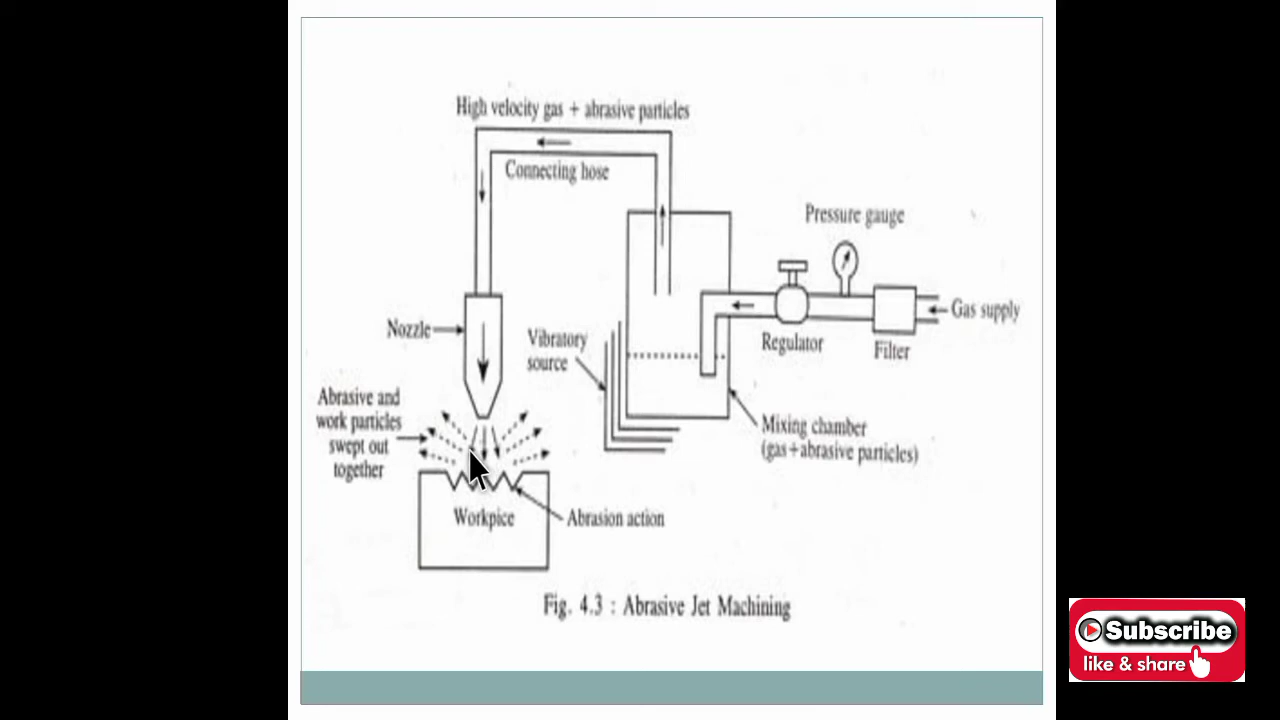 High velocity gas + abrasive particles
Connecting hose
Pressure gauge
Gas supply
Nozzle
Vibratory
source
Regulator
Filter
Abrasive and
work particles
swept out
together
Mixing chamber
(gas+abrasive particles)
Workpice
Abrasion action
Fig. 4.3 : Abrasive Jet Machining
Subscribe
like & share